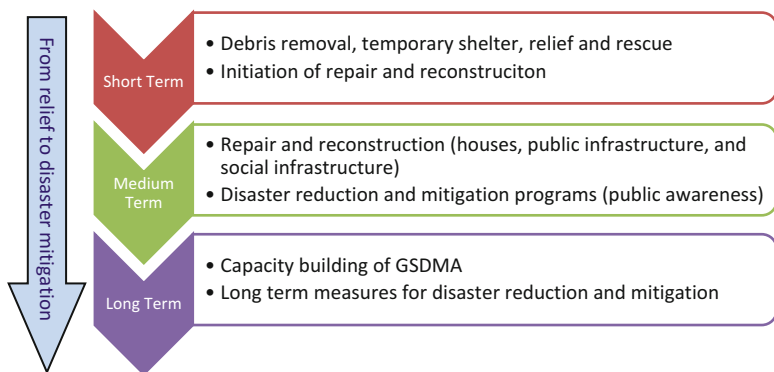 From relief to disaster mitigation
Short Term
• Debris removal, temporary shelter, relief and rescue
• Initiation of repair and reconstruciton
Medium
Term
• Repair and reconstruction (houses, public infrastructure, and
social infrastructure)
• Disaster reduction and mitigation programs (public awareness)
Long Term
• Capacity building of GSDMA
• Long term measures for disaster reduction and mitigation